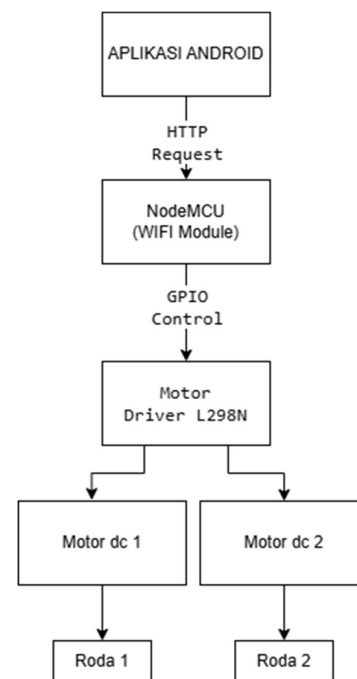 APLIKASI ANDROID
HTTP
Request
NodeMCU
(WIFI Module)
GPIO
Control
Motor
Driver L298N
Motor dc 1
Motor dc 2
Roda 1
Roda 2